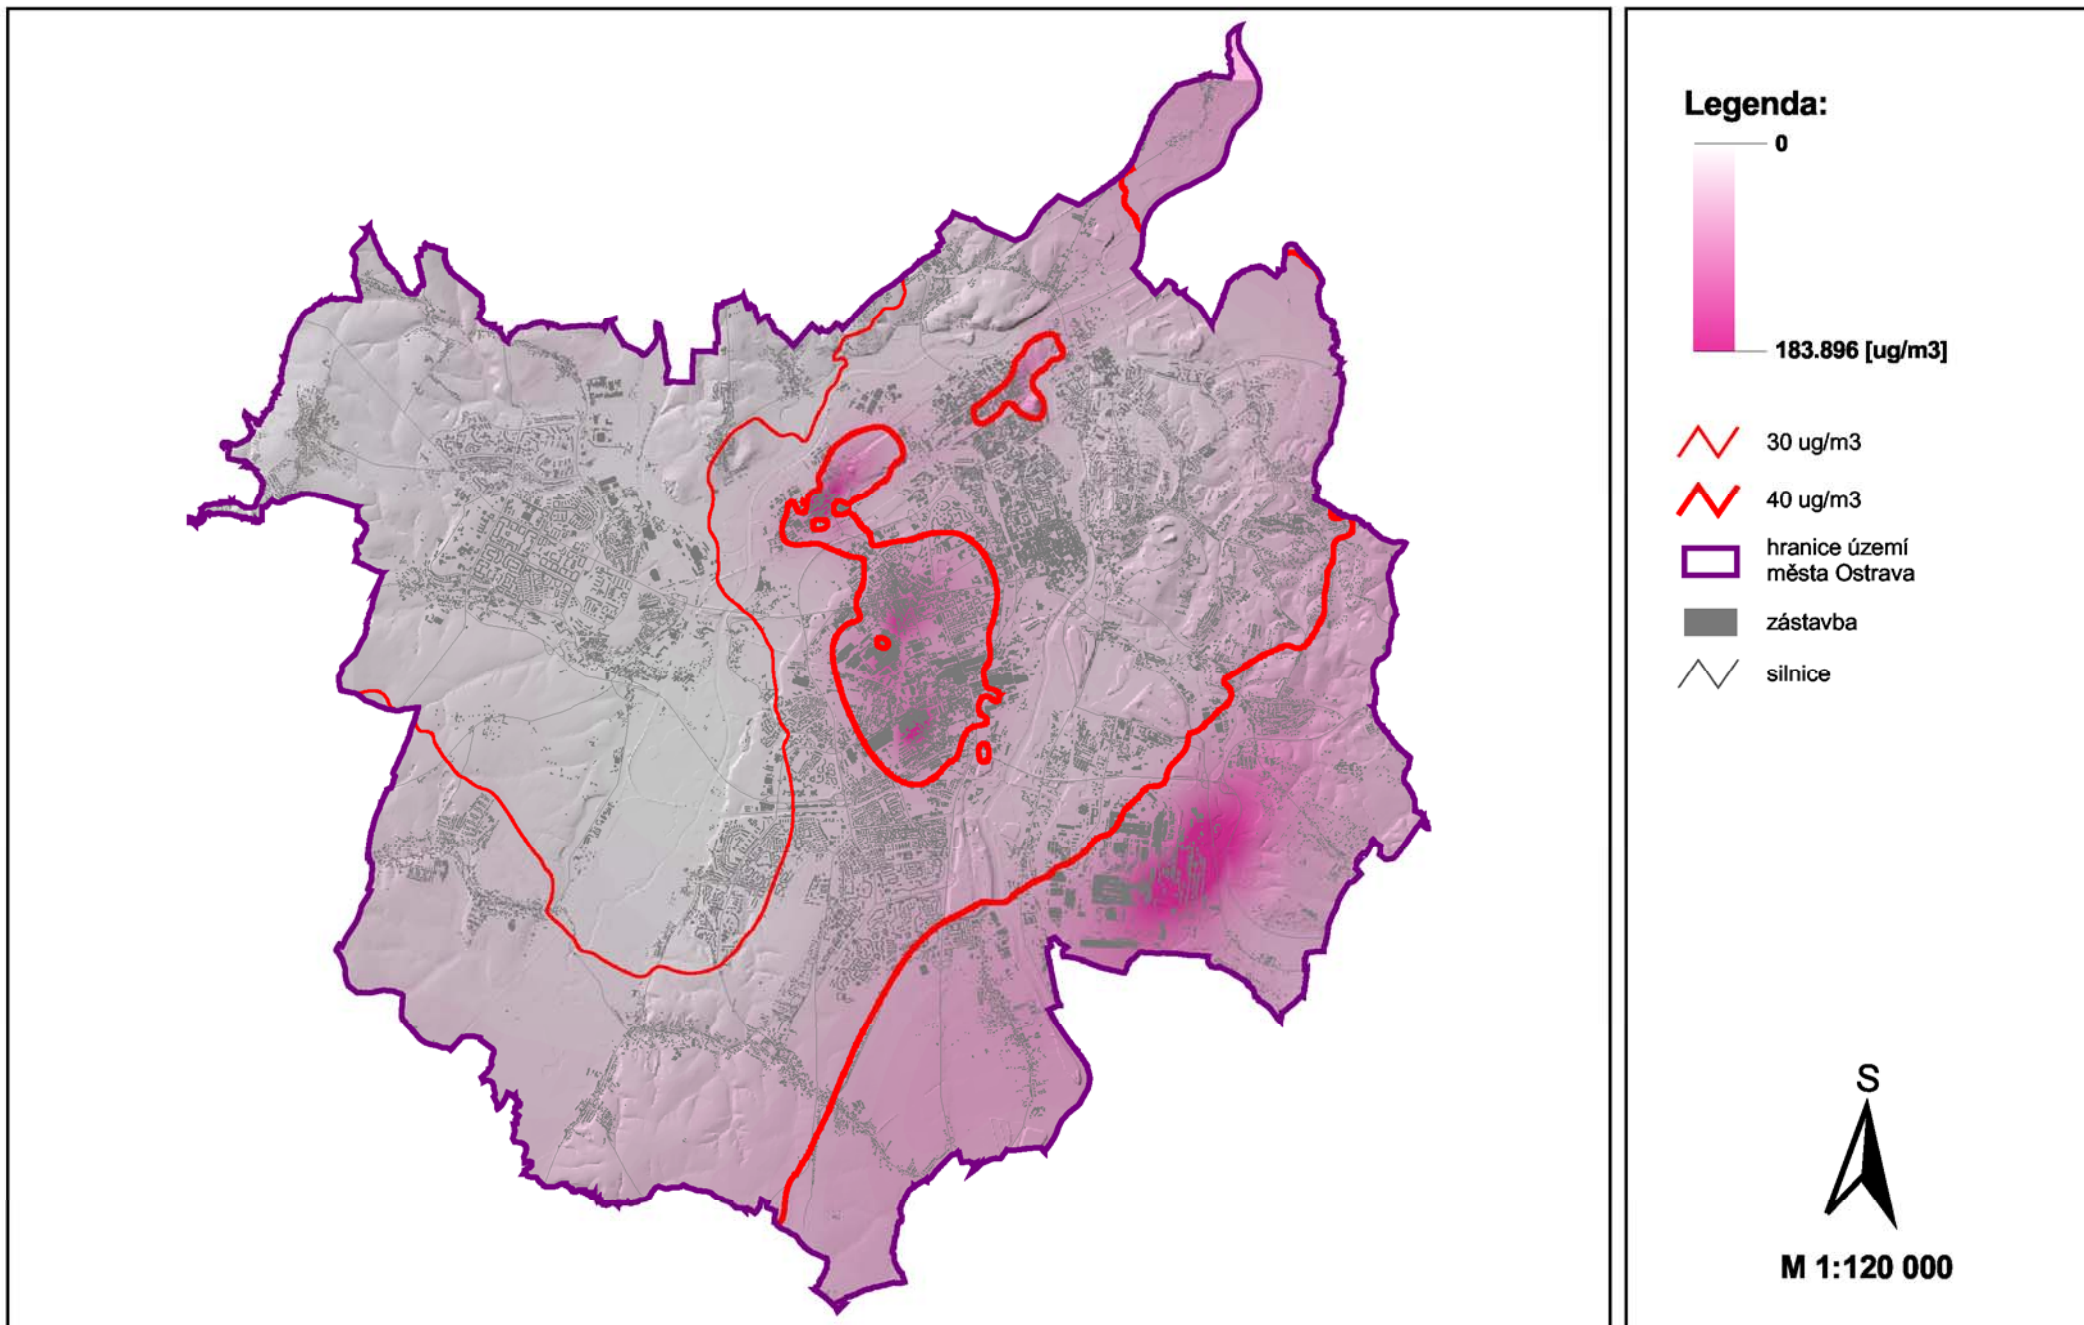 Legenda:
0
183.896 [ug/m3]
30 ug/m3
40 ug/m3
hranice území
města Ostrava
zástavba
silnice
S
M 1:120 000